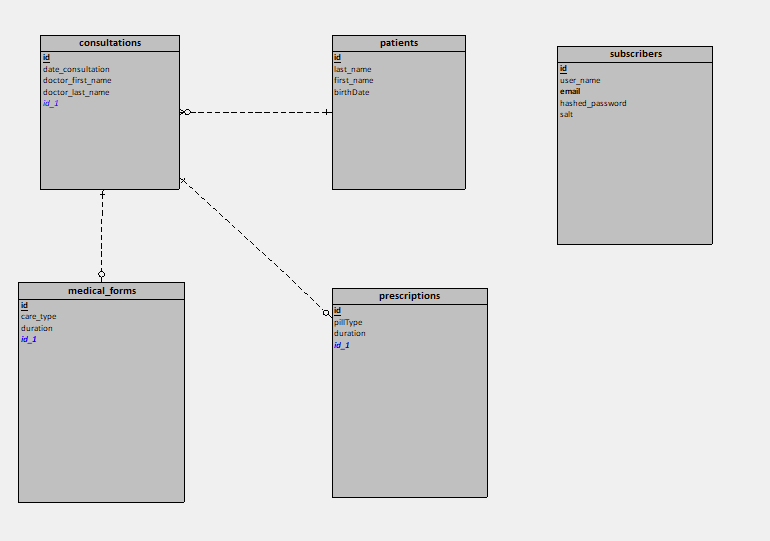 consultations
id
date_consultation
doctor_first_name
doctor_last_name
id_1
patients
id
last_name
first_name
birthDate
subscribers
id
user_name
email
hashed_password
salt
medical_forms
id
care_type
duration
id_1
prescriptions
id
pillType
duration
id_1